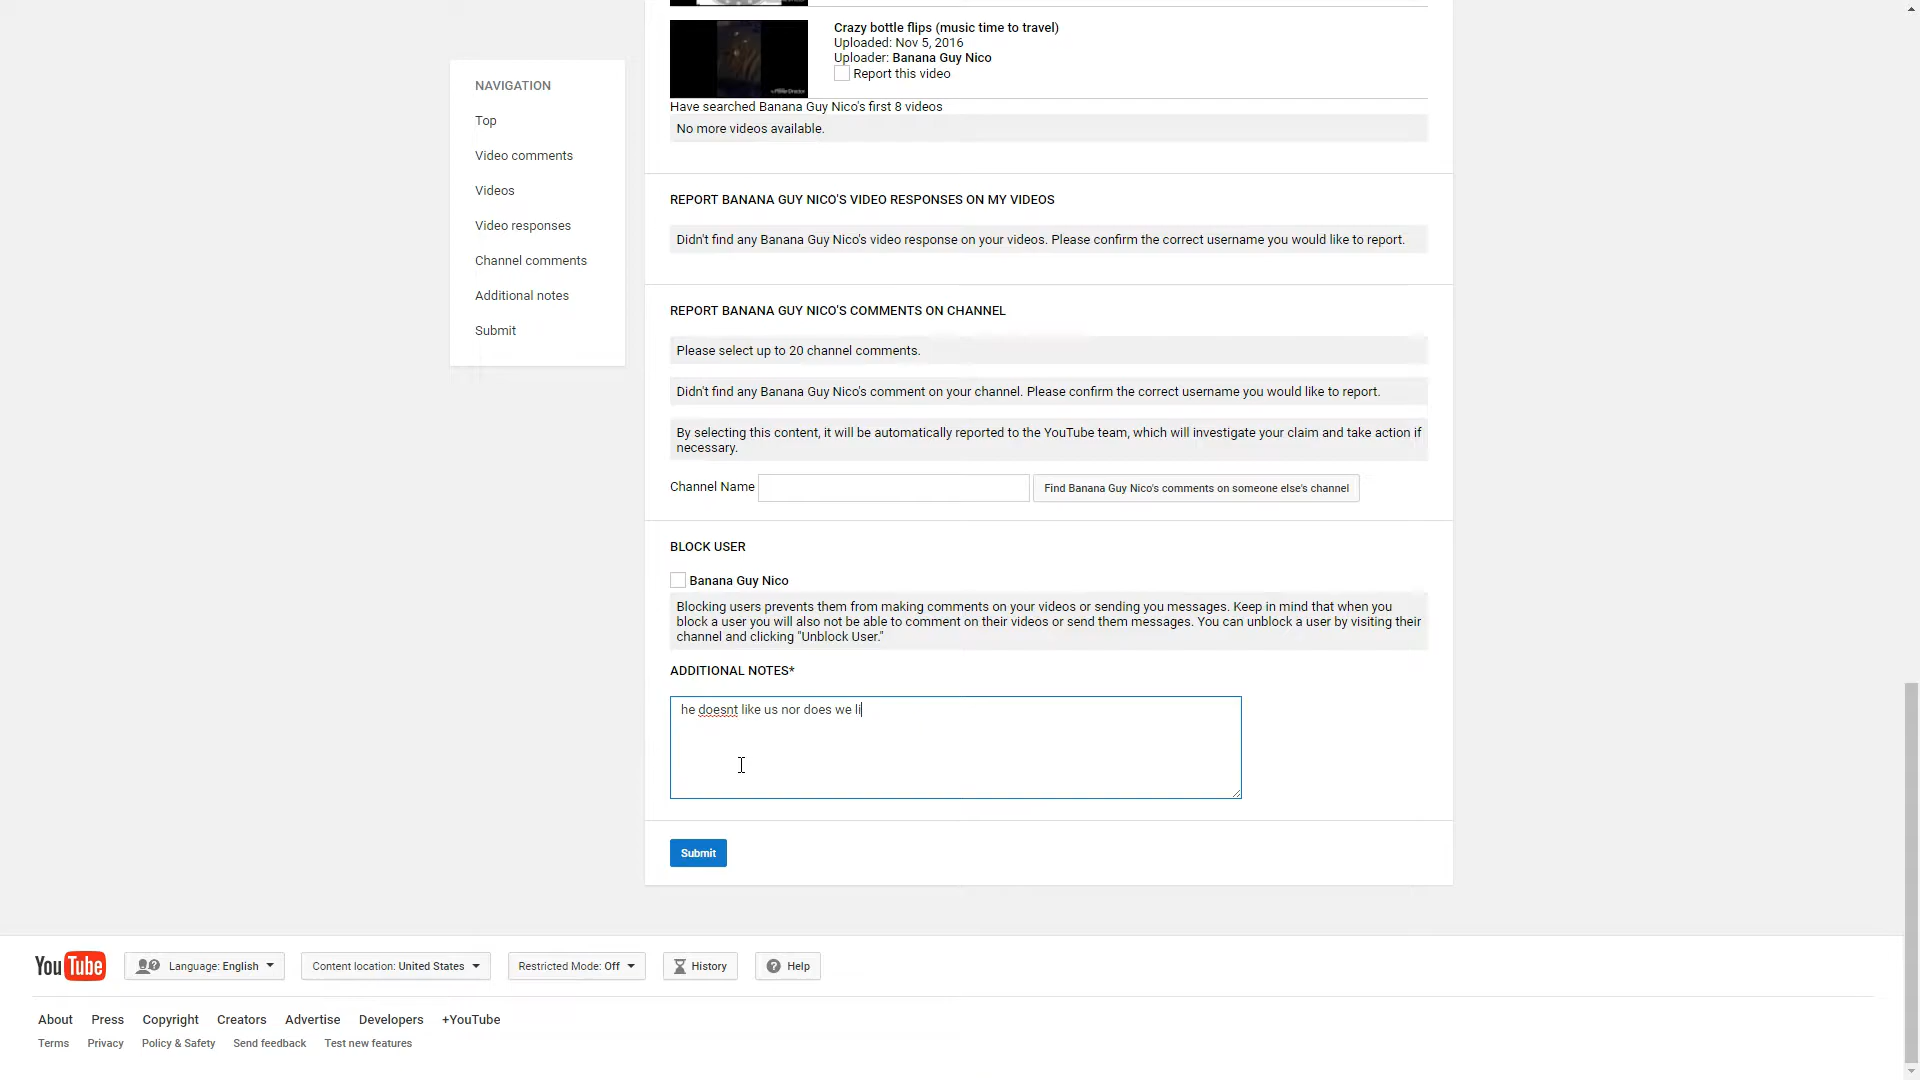 Crazy bottle flips (music time to travel)
Uploaded: Nov 5, 2016
Uploader: Banana Guy Nico
Report this video
Have searched Banana Guy Nico's first 8 videos
No more videos available.
NAVIGATION
Top
Video comments
Videos
Video responses
Channel comments
Additional notes
Submit
REPORT BANANA GUY NICO'S VIDEO RESPONSES ON MY VIDEOS
Didn't find any Banana Guy Nico's video response on your videos. Please confirm the correct username you would like to report.
REPORT BANANA GUY NICO'S COMMENTS ON CHANNEL
Please select up to 20 channel comments.
Didn't find any Banana Guy Nico's comment on your channel. Please confirm the correct username you would like to report.
By selecting this content, it will be automatically reported to the YouTube team, which will investigate your claim and take action if
necessary.
Channel Name
Find Banana Guy Nico's comments on someone else's channel
BLOCK USER
Banana Guy Nico
Blocking users prevents them from making comments on your videos or sending you messages. Keep in mind that when you
block a user you will also not be able to comment on their videos or send them messages. You can unblock a user by visiting their
channel and clicking "Unblock User."
ADDITIONAL NOTES*
he doesnt like us nor does we li
Submit
YouTube
Language: English
Content location: United States
Restricted Mode: Off
History
Help
About Press Copyright Creators Advertise Developers +YouTube
Terms Privacy Policy & Safety Send feedback Test new features